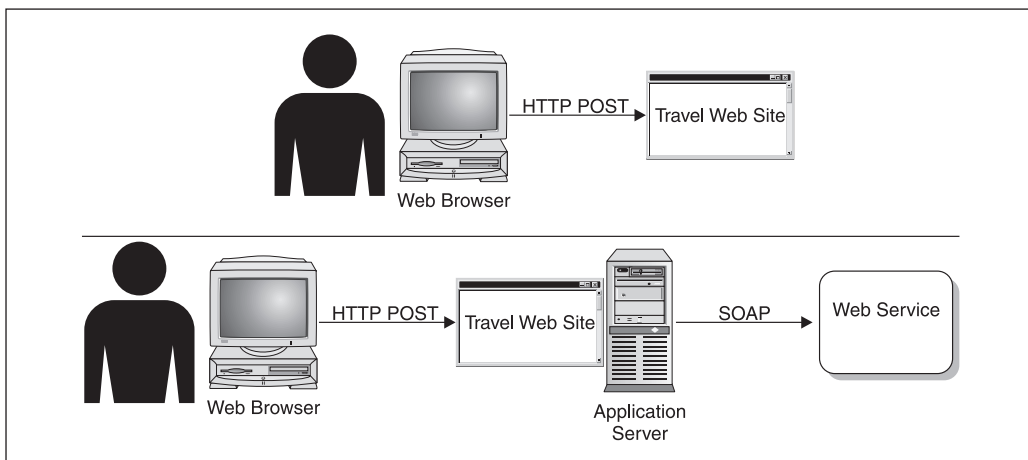 HTTP POST
Travel Web Site
Web Browser
HTTP POST
Travel Web Site
SOAP
Web Service
Web Browser
Application
Server